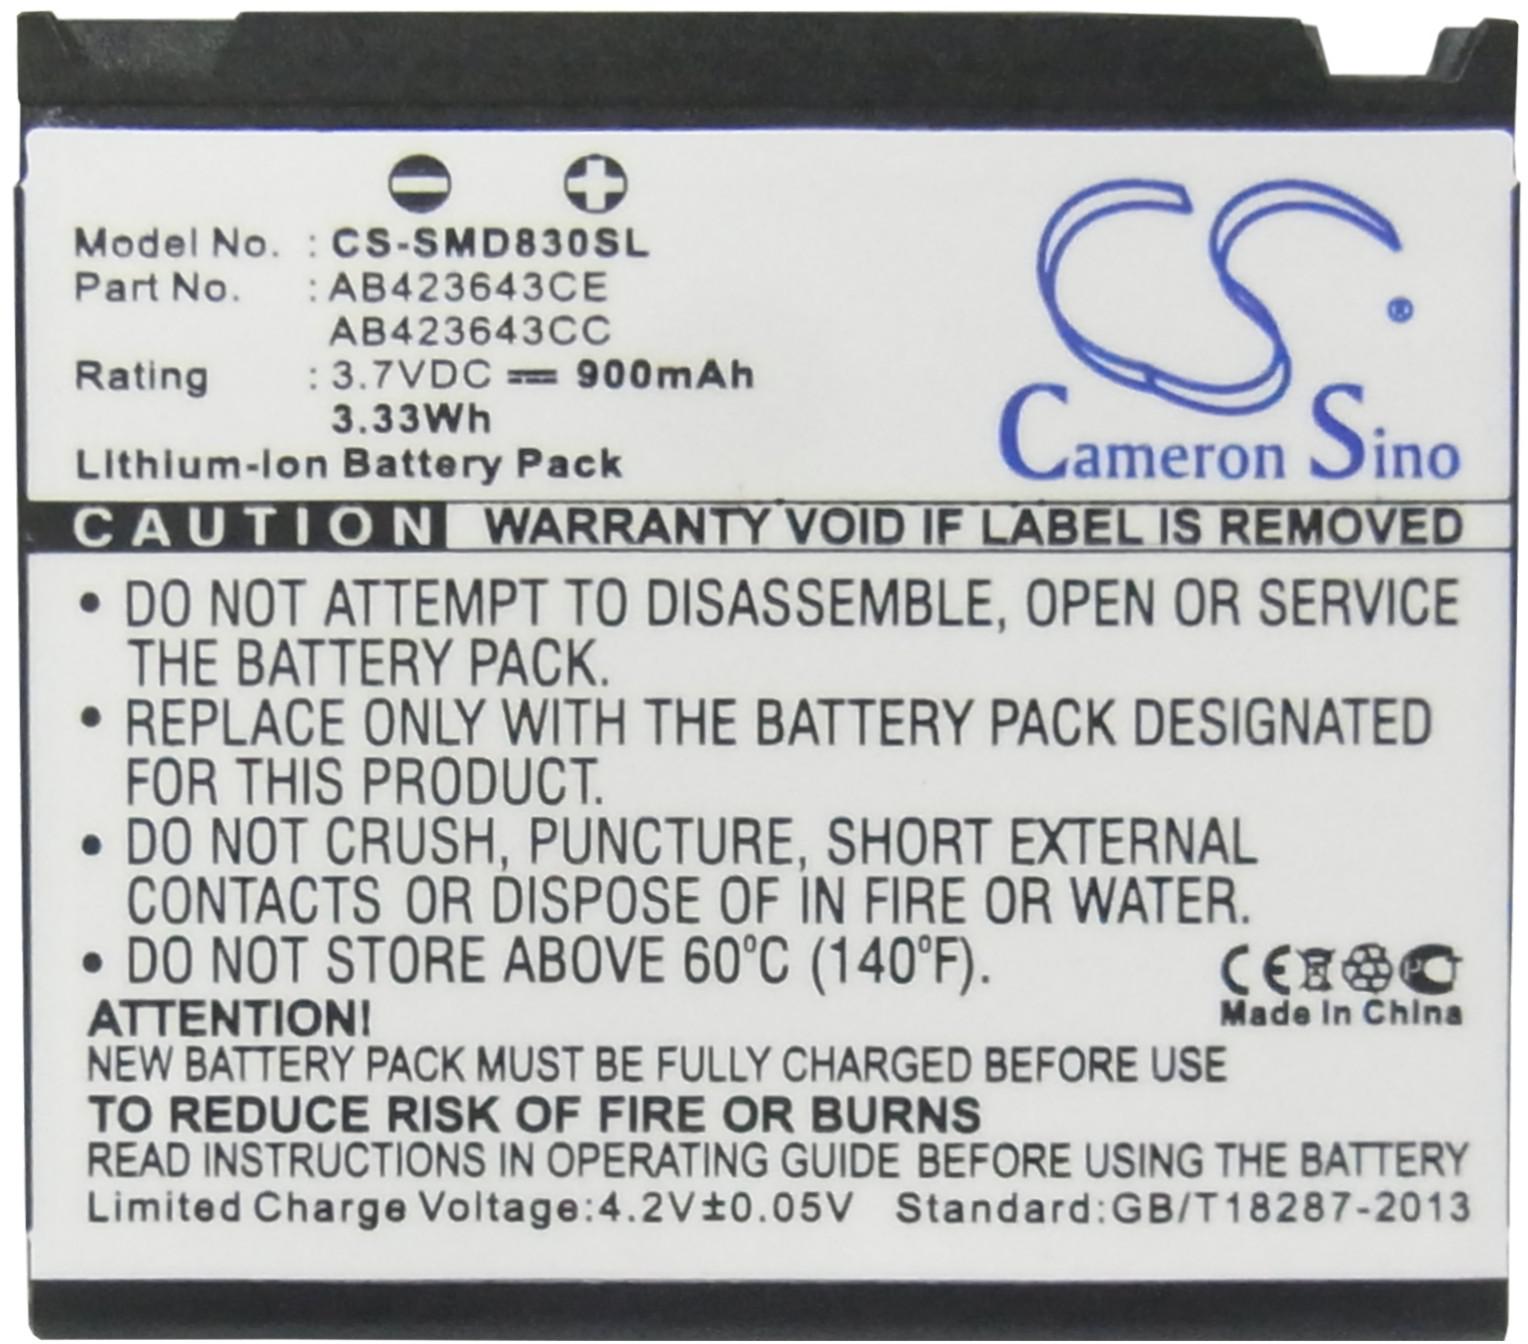 Model No. : CS-SMD830SL
Part No. : AB423643CE
AB423643CC
Rating : 3.7VDC 900mAh
3.33Wh
Lithium-Ion Battery Pack
CS®
Cameron Sino
CAUTION WARRANTY VOID IF LABEL IS REMOVED
• DO NOT ATTEMPT TO DISASSEMBLE, OPEN OR SERVICE
THE BATTERY PACK.
• REPLACE ONLY WITH THE BATTERY PACK DESIGNATED
FOR THIS PRODUCT.
• DO NOT CRUSH, PUNCTURE, SHORT EXTERNAL
CONTACTS OR DISPOSE OF IN FIRE OR WATER.
• DO NOT STORE ABOVE 60°C (140°F).
CE
Made In China
ATTENTION!
NEW BATTERY PACK MUST BE FULLY CHARGED BEFORE USE
TO REDUCE RISK OF FIRE OR BURNS
READ INSTRUCTIONS IN OPERATING GUIDE BEFORE USING THE BATTERY
Limited Charge Voltage:4.2V±0.05V Standard:GB/T18287-2013